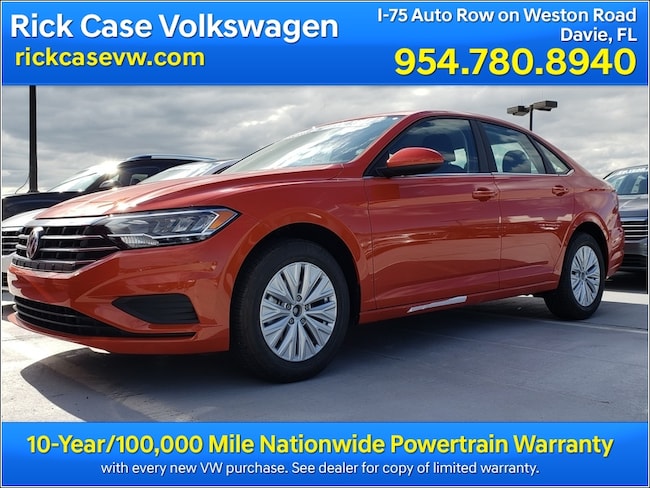 Rick Case Volkswagen
rickcasevw.com
I-75 Auto Row on Weston Road
Davie, FL
954.780.8940
10-Year/100,000 Mile Nationwide Powertrain Warranty
with every new VW purchase. See dealer for copy of limited warranty.